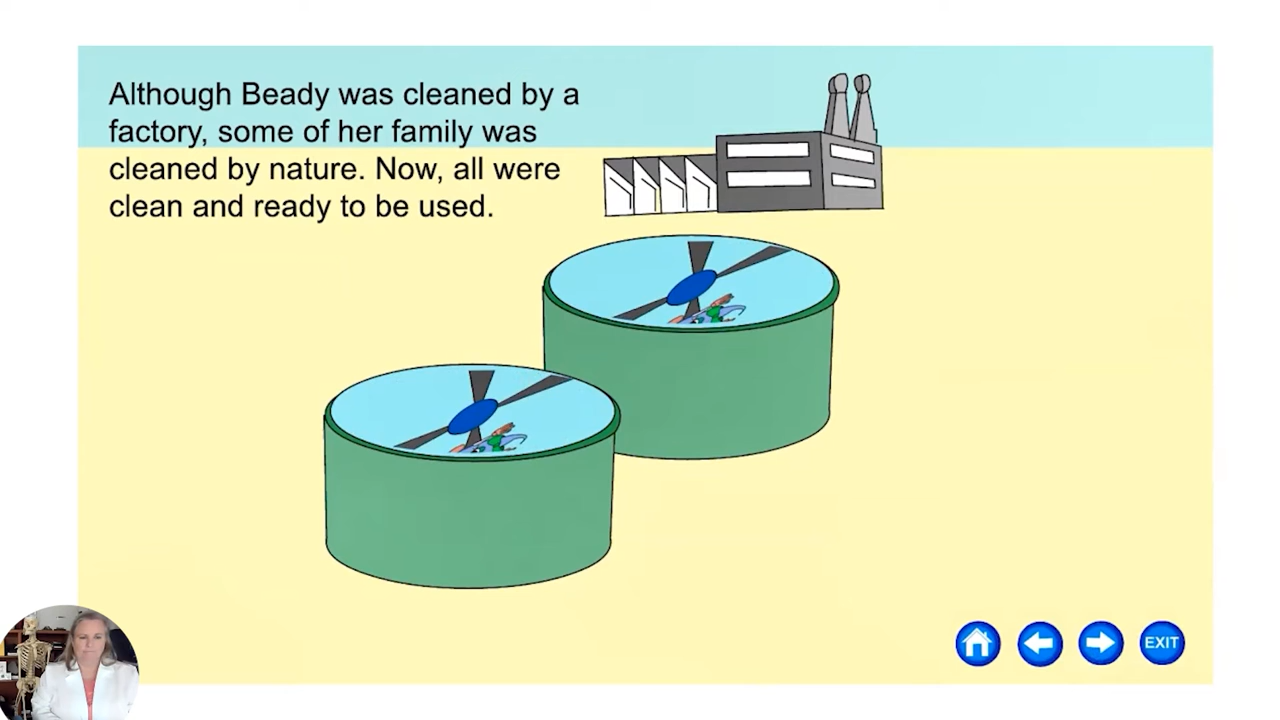 Although Beady was cleaned by a
factory, some of her family was
cleaned by nature. Now, all were
clean and ready to be used.
EXIT